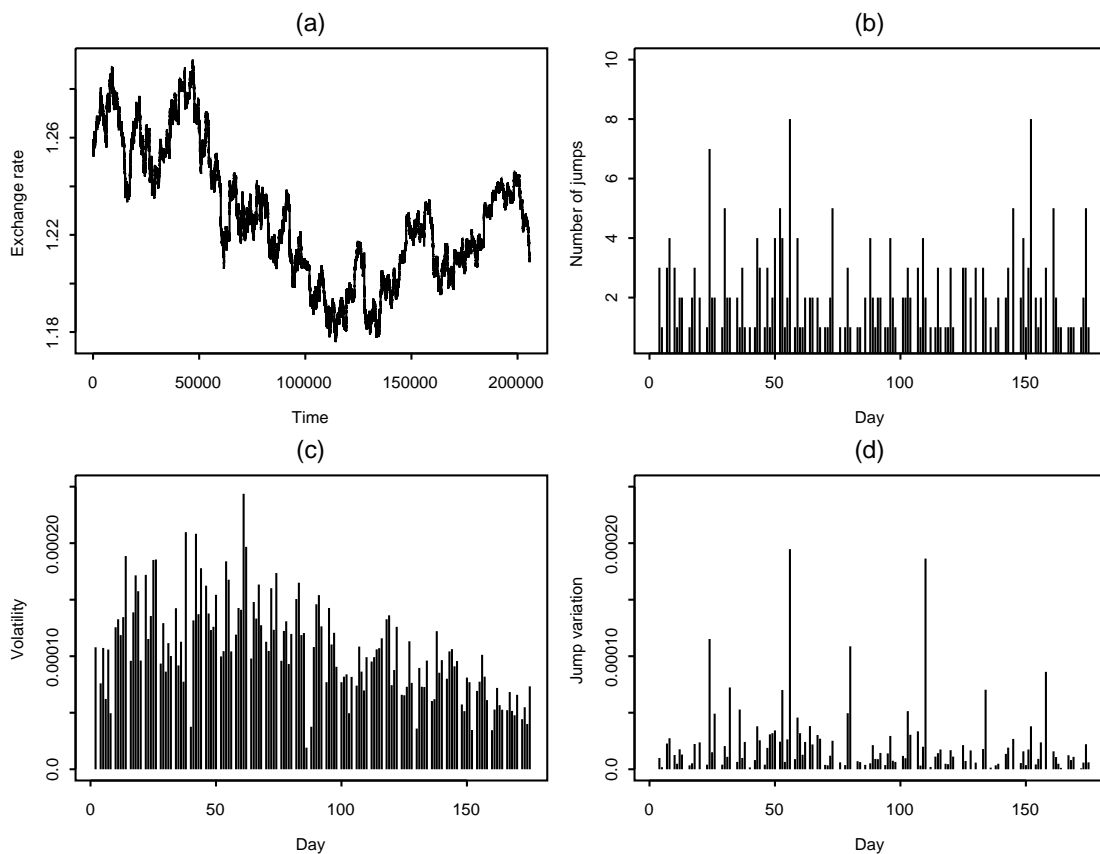 (a)
Exchange rate
1.18 1.22 1.26
0 50000 100000 150000 200000
Time
(b)
Number of jumps
2 4 6 8 10
0 50 100 150
Day
(c)
Volatility
0.0 0.00010 0.00020
0 50 100 150
Day
(d)
Jump variation
0.0 0.00010 0.00020
0 50 100 150
Day